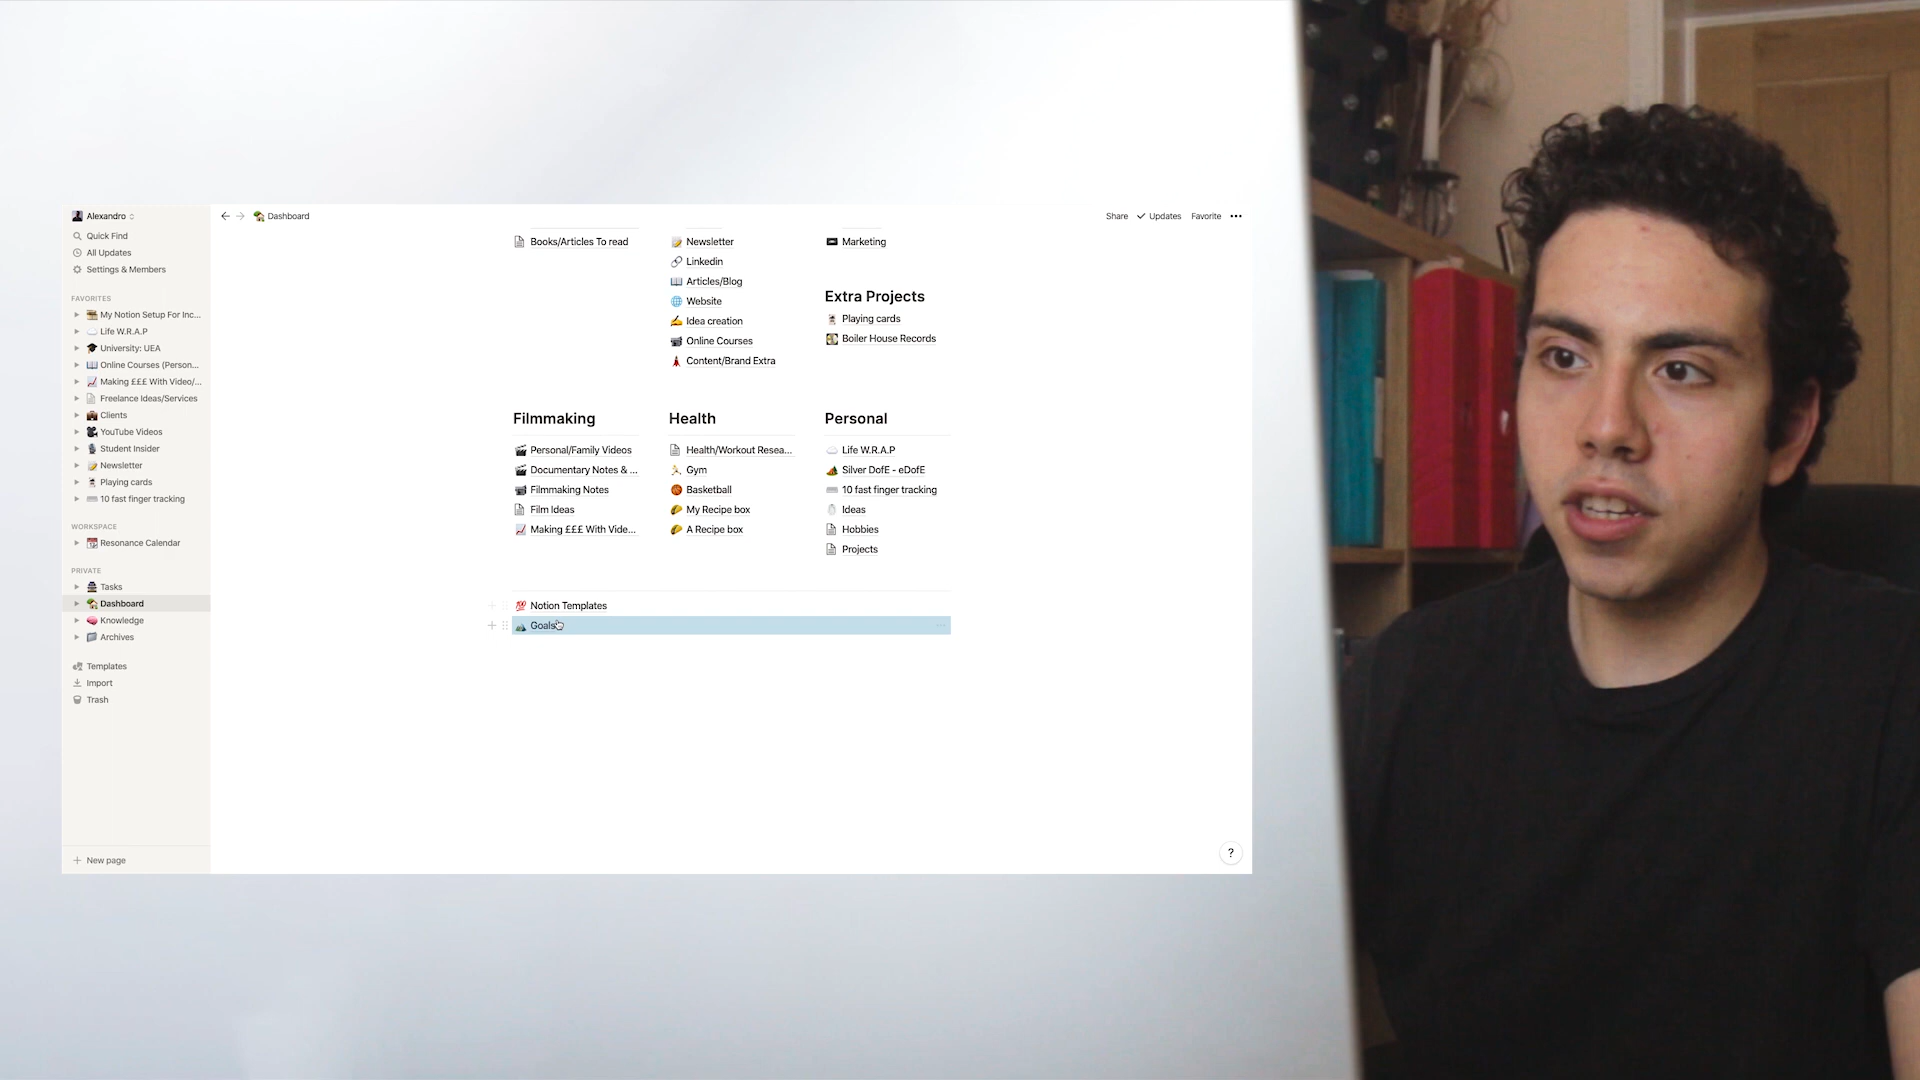 Alexandro
Quick Find
All Updates
Settings & Members
FAVORITES
My Notion Setup For Inc...
Life W.R.A.P
University: UEA
Online Courses (Person...
Making £££ With Video/...
Freelance Ideas/Services
Clients
YouTube Videos
Student Insider
Newsletter
Playing cards
10 fast finger tracking
WORKSPACE
Resonance Calendar
PRIVATE
Tasks
Dashboard
Knowledge
Archives
Templates
Import
Trash
New page
Dashboard
Share
Updates
Favorite
Books/Articles To read
Newsletter
Linkedin
Articles/Blog
Website
Idea creation
Online Courses
Content/Brand Extra
Marketing
Extra Projects
Playing cards
Boiler House Records
Filmmaking
Personal/Family Videos
Documentary Notes & ...
Filmmaking Notes
Film Ideas
Making £££ With Vide...
Health
Health/Workout Resea...
Gym
Basketball
My Recipe box
A Recipe box
Personal
Life W.R.A.P
Silver DofE - eDofE
10 fast finger tracking
Ideas
Hobbies
Projects
💯 Notion Templates
Goals
?